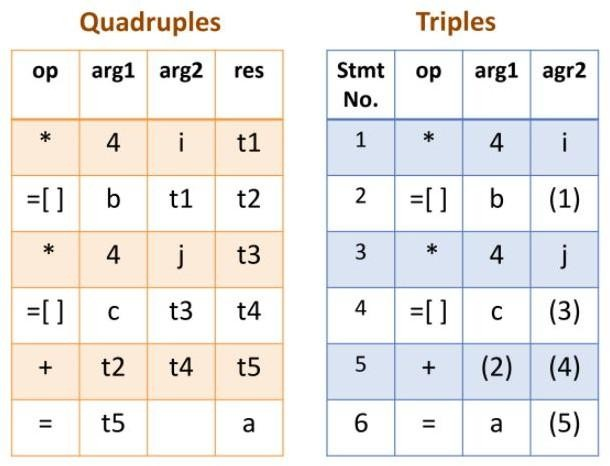 Quadruples
op arg1 arg2 res
* 4 i t1
=[ ] b t1 t2
* 4 j t3
=[ ] c t3 t4
+ t2 t4 t5
= t5 a
Triples
Stmt No. op arg1 agr2
1 * 4 i
2 =[ ] b (1)
3 * 4 j
4 =[ ] c (3)
5 + (2) (4)
6 = a (5)